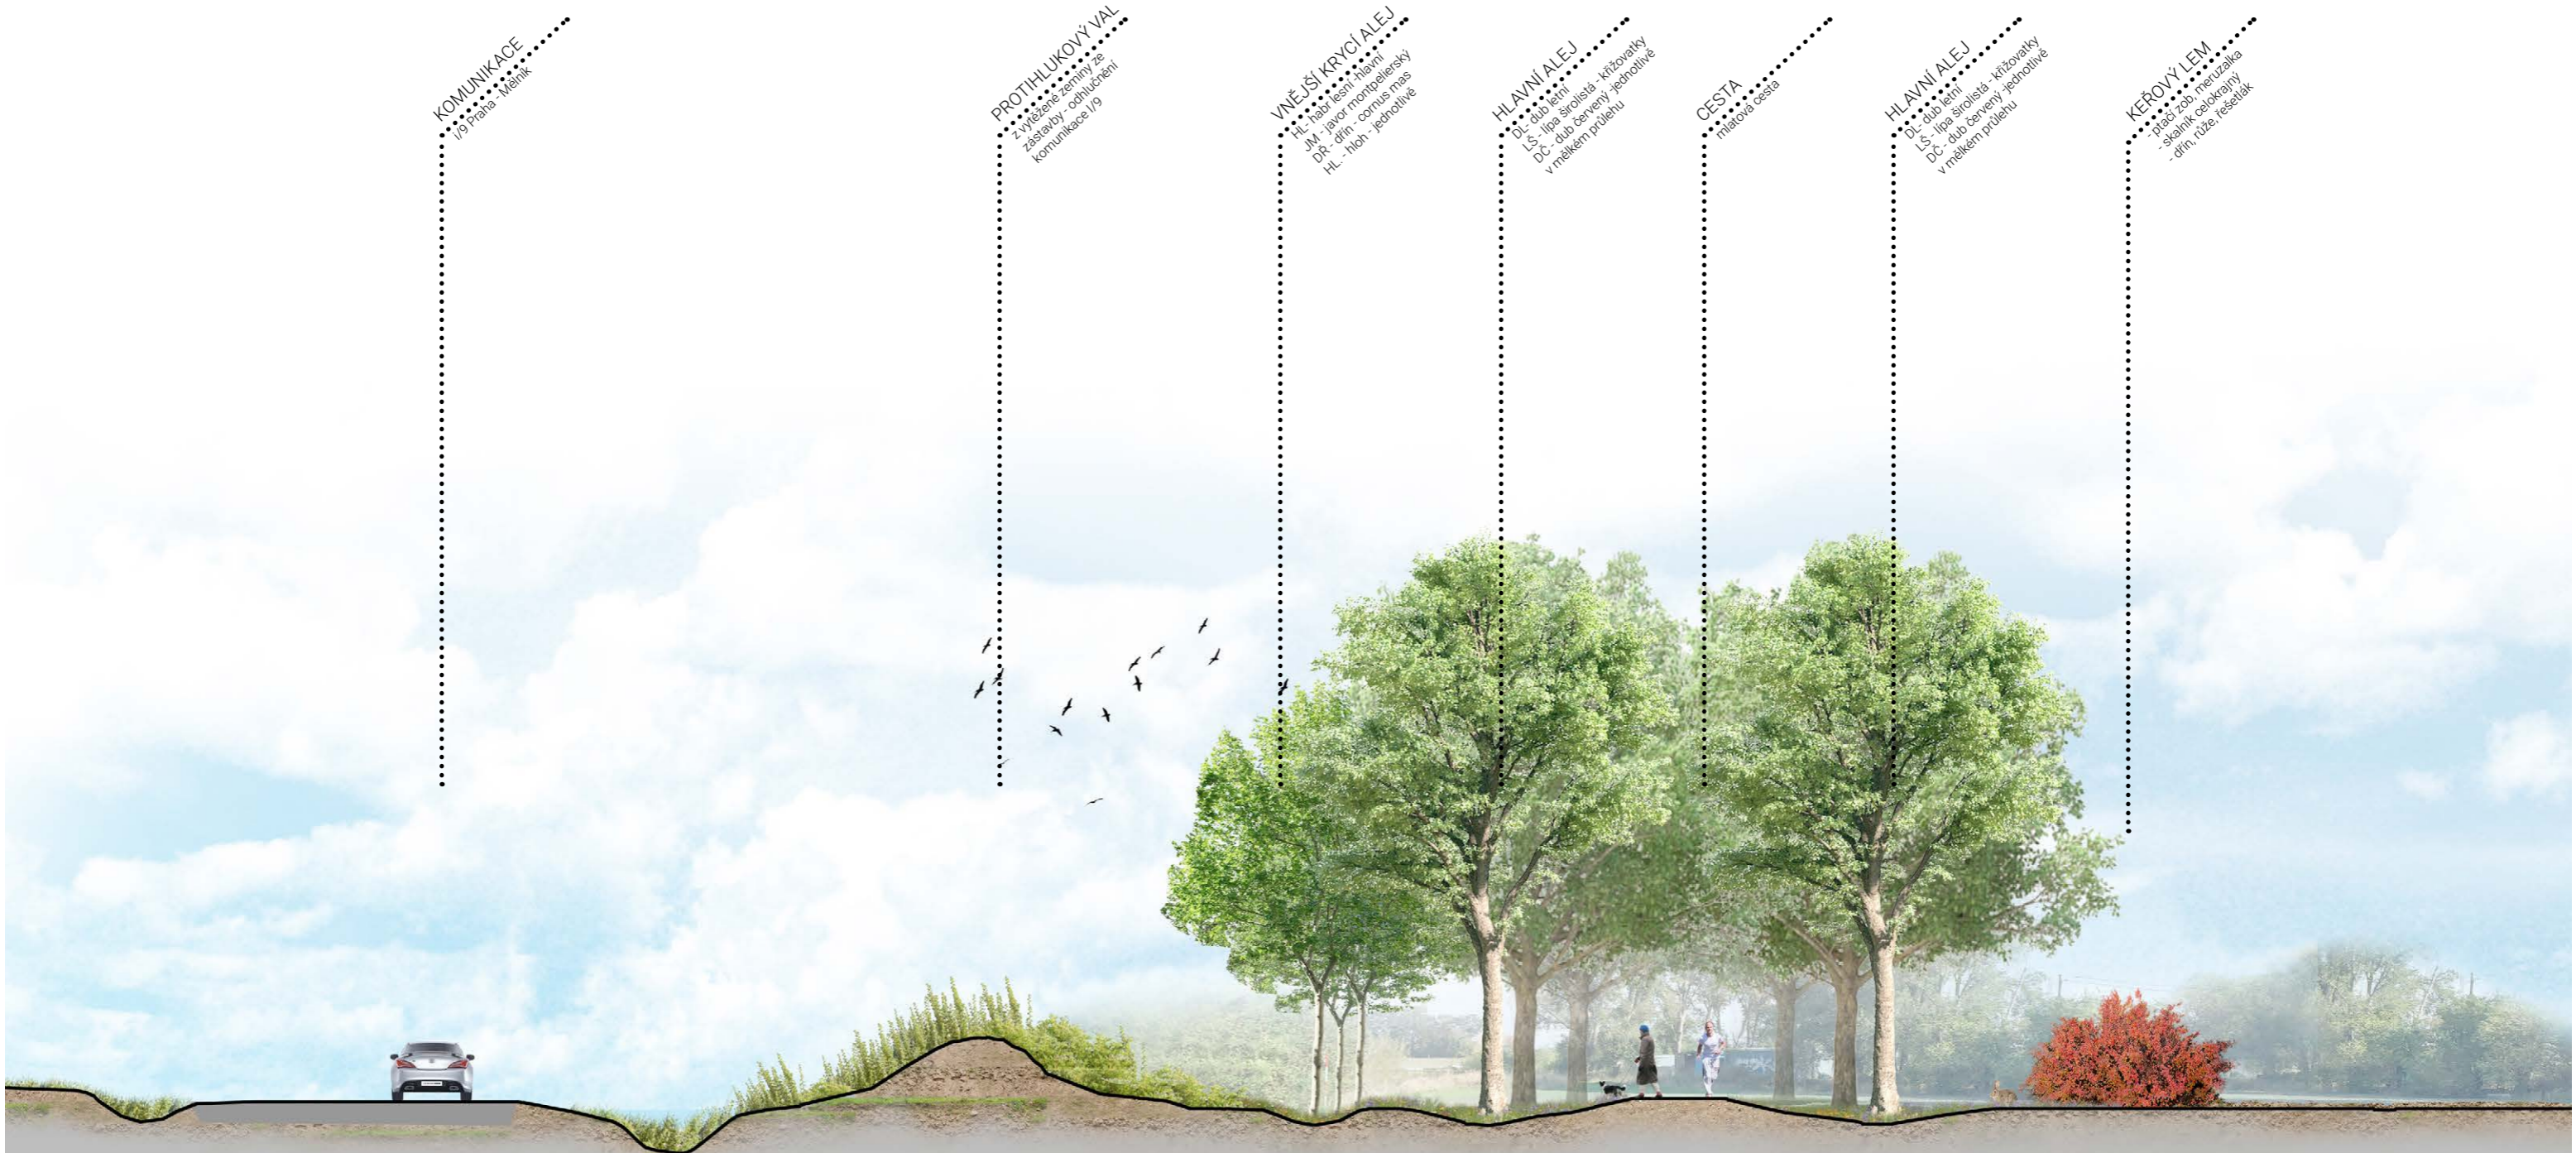 KOMUNIKACE
I/9 Praha - Mělník
PROTIHLUKOVÝ VAL
z vytěžené zeminy ze
zástavby - odhlučnění
komunikace I/9
VNĚJŠÍ KRYCÍ ALEJ
HL- habr lesní -hlavní
JM - javor montpelierský
DŘ - dřín - cornus mas
HL. - hloh - jednotlivě
HLAVNÍ ALEJ
DL- dub letní
LŠ - lípa širolistá - křižovatky
DČ - dub červený -jednotlivě
v mělkém průlehu
CESTA
mlatová cesta
HLAVNÍ ALEJ
DL- dub letní
LŠ - lípa širolistá - křižovatky
DČ - dub červený -jednotlivě
v mělkém průlehu
KEŘOVÝ LEM
- ptačí zob, meruzalka
- skalník celokrajný
- dřín, růže, řešetlák